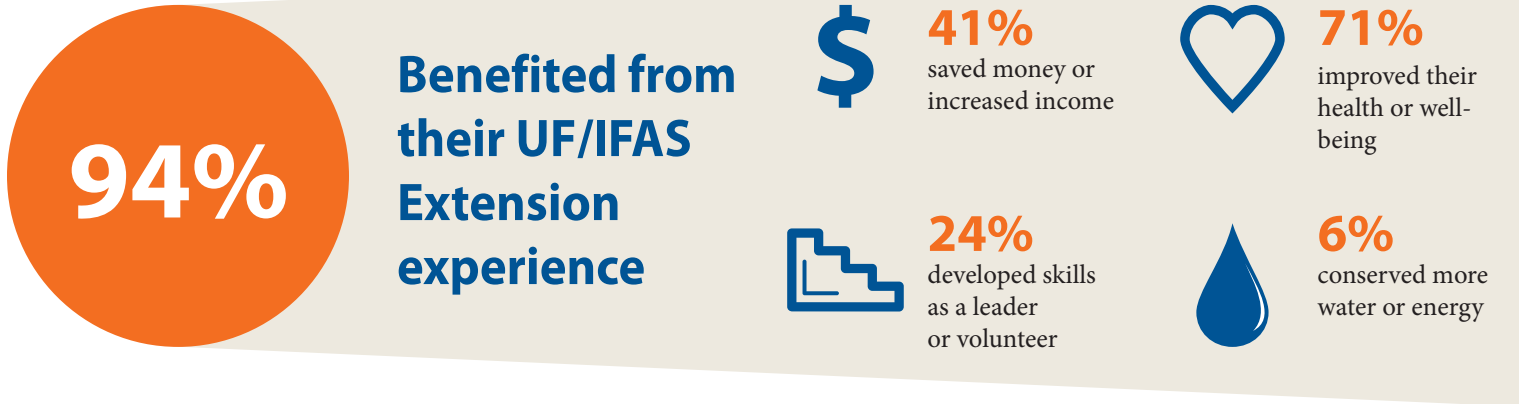 94%
Benefited from
their UF/IFAS
Extension
experience
41%
saved money or
increased income
71%
improved their
health or well-
being
24%
developed skills
as a leader
or volunteer
6%
conserved more
water or energy